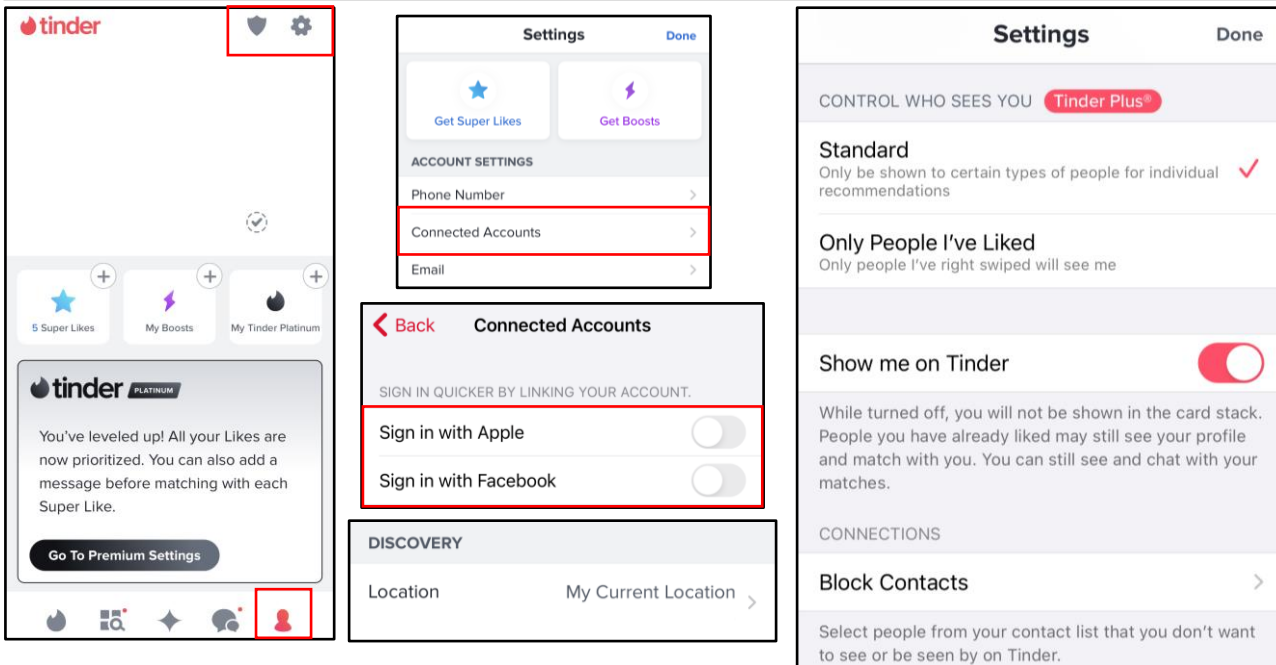 tinder
5 Super Likes
My Boosts
My Tinder Platinum
tinder PLATINUM
You've leveled up! All your Likes are
now prioritized. You can also add a
message before matching with each
Super Like.
Go To Premium Settings
Settings
Done
Get Super Likes
Get Boosts
ACCOUNT SETTINGS
Phone Number
Connected Accounts
Email
Back
Connected Accounts
SIGN IN QUICKER BY LINKING YOUR ACCOUNT.
Sign in with Apple
Sign in with Facebook
DISCOVERY
Location
My Current Location
Settings
Done
CONTROL WHO SEES YOU
Tinder Plus®
Standard
Only be shown to certain types of people for individual
recommendations
Only People I've Liked
Only people I've right swiped will see me
Show me on Tinder
While turned off, you will not be shown in the card stack.
People you have already liked may still see your profile
and match with you. You can still see and chat with your
matches.
CONNECTIONS
Block Contacts
Select people from your contact list that you don't want
to see or be seen by on Tinder.